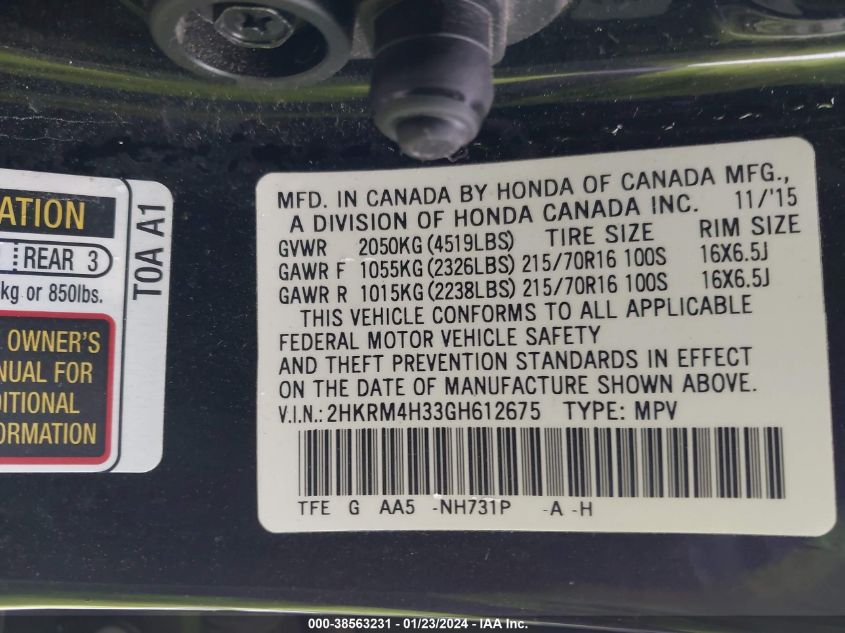 ATION
REAR 3
kg or 850lbs.
OWNER'S
NUAL FOR
DITIONAL
ORMATION
T0A A1
MFD. IN CANADA BY HONDA OF CANADA MFG.,
A DIVISION OF HONDA CANADA INC. 11/'15
GVWR 2050KG (4519LBS) TIRE SIZE RIM SIZE
GAWR F 1055KG (2326LBS) 215/70R16 100S 16X6.5J
GAWR R 1015KG (2238LBS) 215/70R16 100S 16X6.5J
THIS VEHICLE CONFORMS TO ALL APPLICABLE
FEDERAL MOTOR VEHICLE SAFETY
AND THEFT PREVENTION STANDARDS IN EFFECT
ON THE DATE OF MANUFACTURE SHOWN ABOVE.
V.I.N.: 2HKRM4H33GH612675 TYPE: MPV
TFE G AA5 -NH731P -A -H
000-38563231 - 01/23/2024 - IAA Inc.